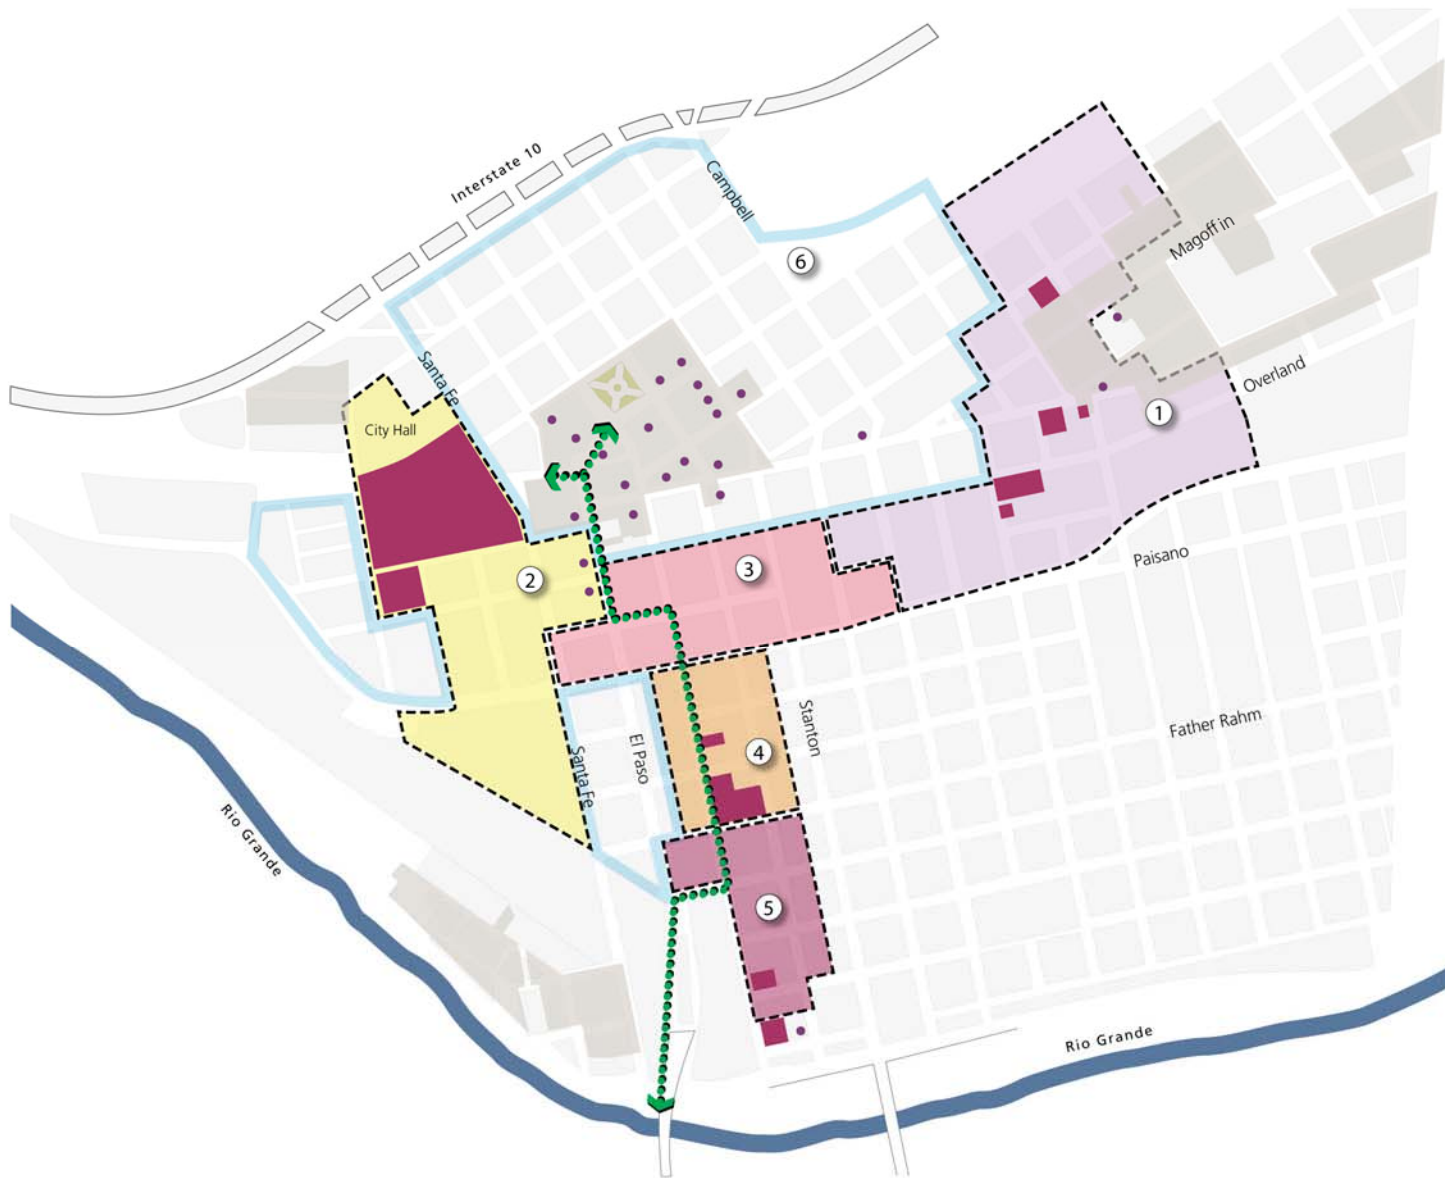 Interstate 10
Campbell
6
Magoffin
Santa Fe
Overland
1
City Hall
Paisano
3
2
Father Rahm
Stanton
El Paso
4
Santa Fe
Rio Grande
5
Rio Grande